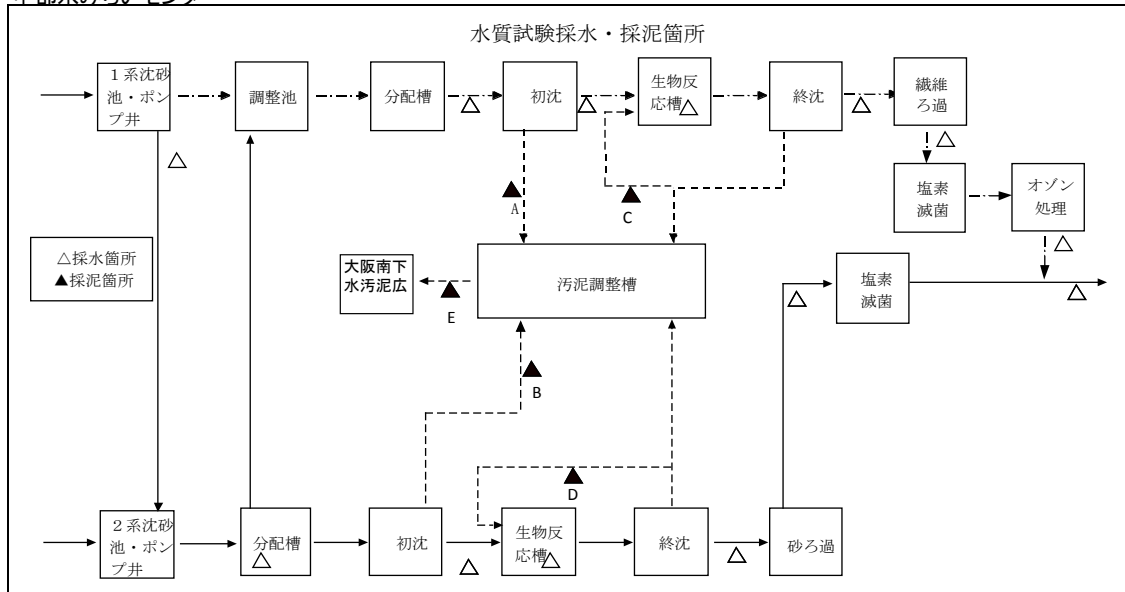 水質試験採水・採泥箇所
1系沈砂
池・ポン
プ井
調整池
分配槽
初沈
生物反
応槽
終沈
繊維
ろ過
塩素
滅菌
オゾン
処理
△採水箇所
▲採泥箇所
A
C
大阪南下
水汚泥広
E
汚泥調整槽
塩素
滅菌
B
D
2系沈砂
池・ポン
プ井
分配槽
初沈
生物反
応槽
終沈
砂ろ過